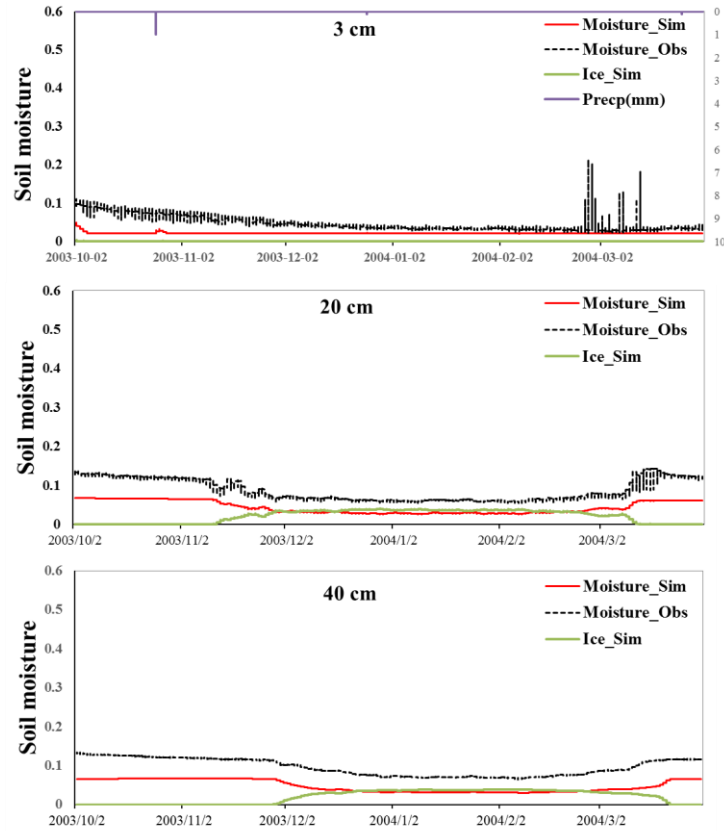 3 cm
Moisture_Sim
Moisture_Obs
Ice_Sim
Precp(mm)
Soil moisture
0.6
0.5
0.4
0.3
0.2
0.1
0
0
1
2
3
4
5
6
7
8
9
10
2003-10-02 2003-11-02 2003-12-02 2004-01-02 2004-02-02 2004-03-02
20 cm
Moisture_Sim
Moisture_Obs
Ice_Sim
Soil moisture
0.6
0.5
0.4
0.3
0.2
0.1
0
2003/10/2 2003/11/2 2003/12/2 2004/1/2 2004/2/2 2004/3/2
40 cm
Moisture_Sim
Moisture_Obs
Ice_Sim
Soil moisture
0.6
0.5
0.4
0.3
0.2
0.1
0
2003/10/2 2003/11/2 2003/12/2 2004/1/2 2004/2/2 2004/3/2